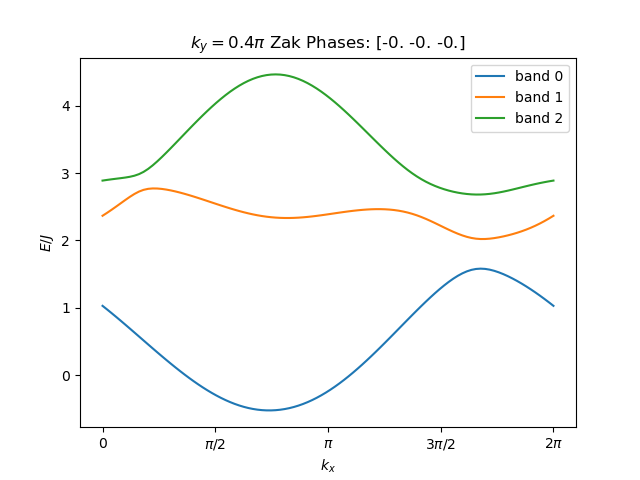 k_y = 0.4π Zak Phases: [-0. -0. -0.]
band 0
band 1
band 2
E/J
4
3
2
1
0
0 π/2 π 3π/2 2π
k_x